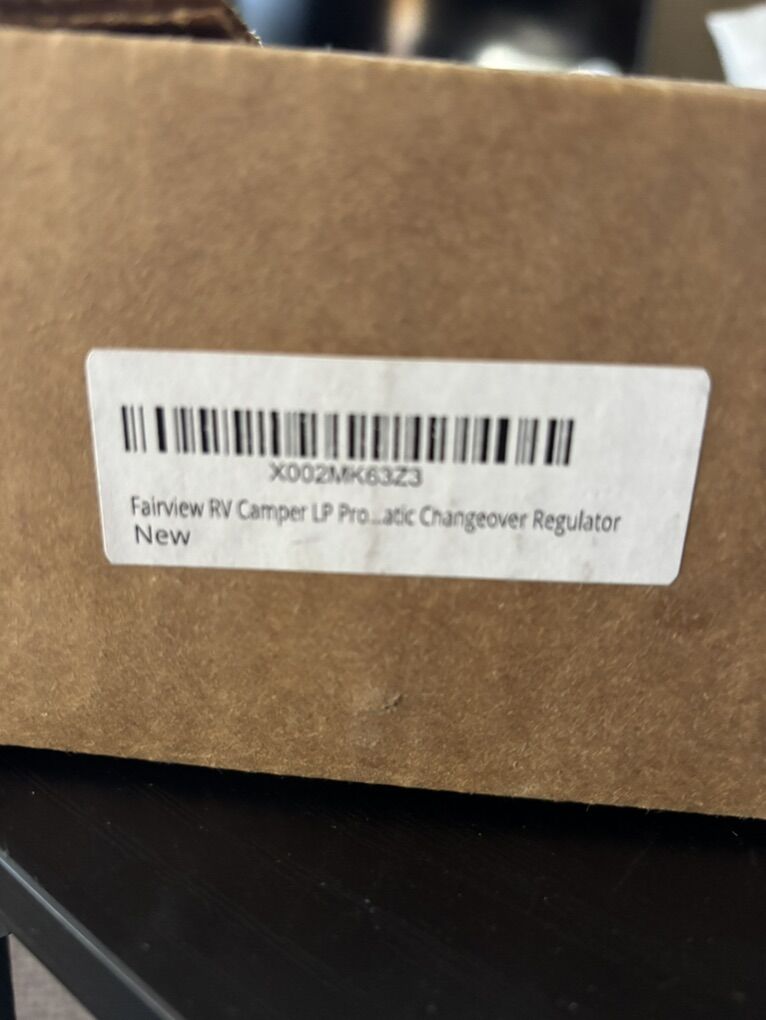 X002MK63Z3
Fairview RV Camper LP Pro...atic Changeover Regulator
New